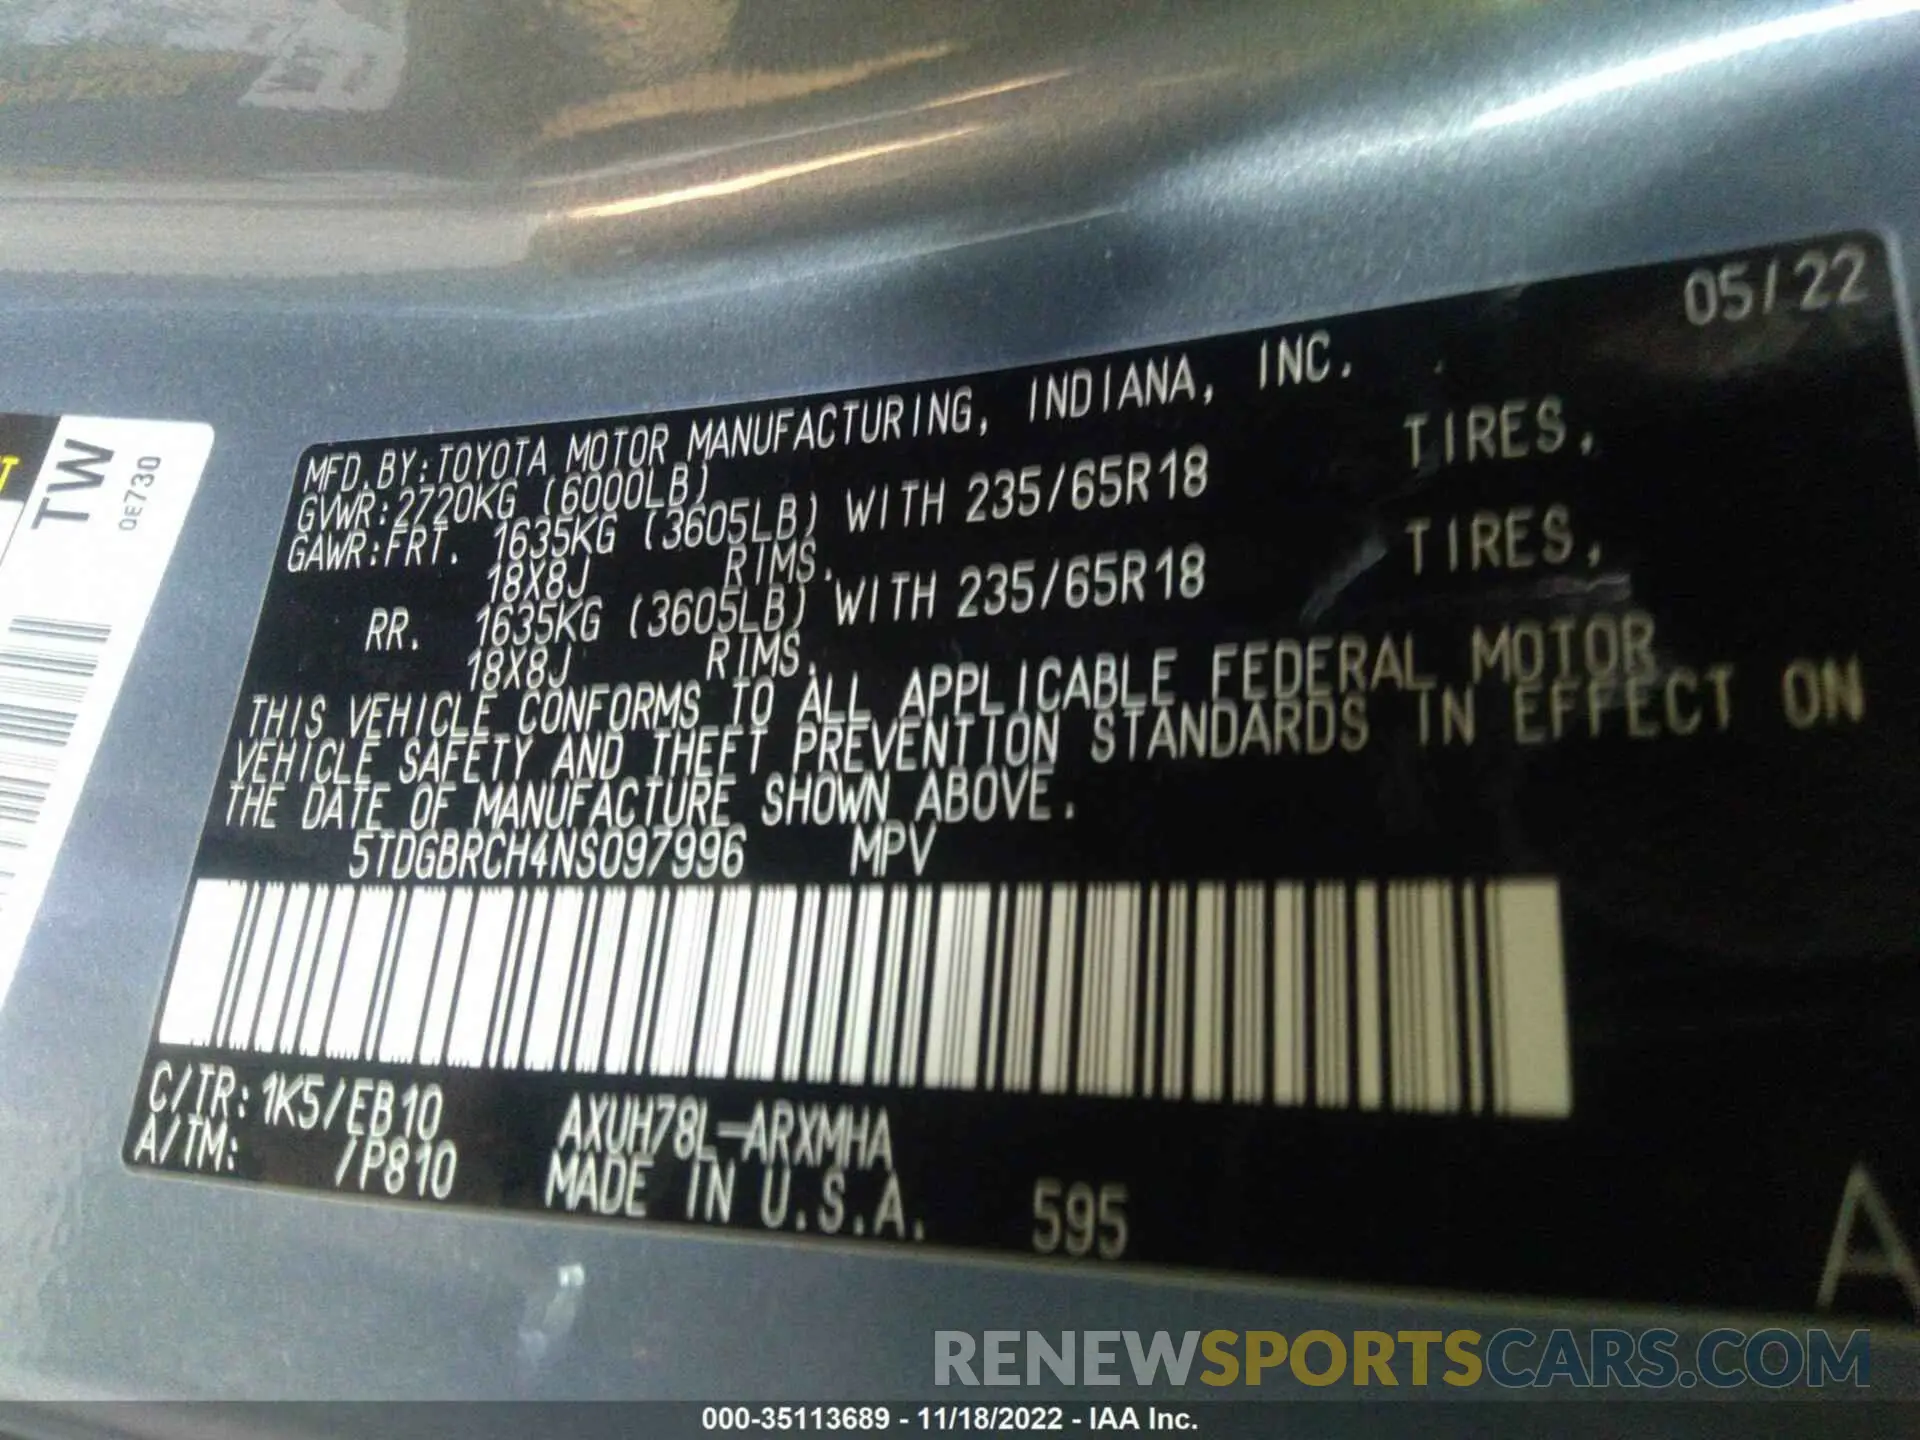 05/22
MFD.BY:TOYOTA MOTOR MANUFACTURING, INDIANA, INC.
GVWR:2720KG (6000LB)
GAWR:FRT. 1635KG (3605LB) WITH 235/65R18 TIRES,
18X8J RIMS.
RR. 1635KG (3605LB) WITH 235/65R18 TIRES,
18X8J RIMS.
THIS VEHICLE CONFORMS TO ALL APPLICABLE FEDERAL MOTOR
VEHICLE SAFETY AND THEFT PREVENTION STANDARDS IN EFFECT ON
THE DATE OF MANUFACTURE SHOWN ABOVE.
5TDGBRCH4NS097996 MPV
C/TR:1K5/EB10 AXUH78L-ARXMHA
A/TM: /P810 MADE IN U.S.A. 595
A
TW
0E730
RENEWSPORTSCARS.COM
000-35113689 - 11/18/2022 - IAA Inc.